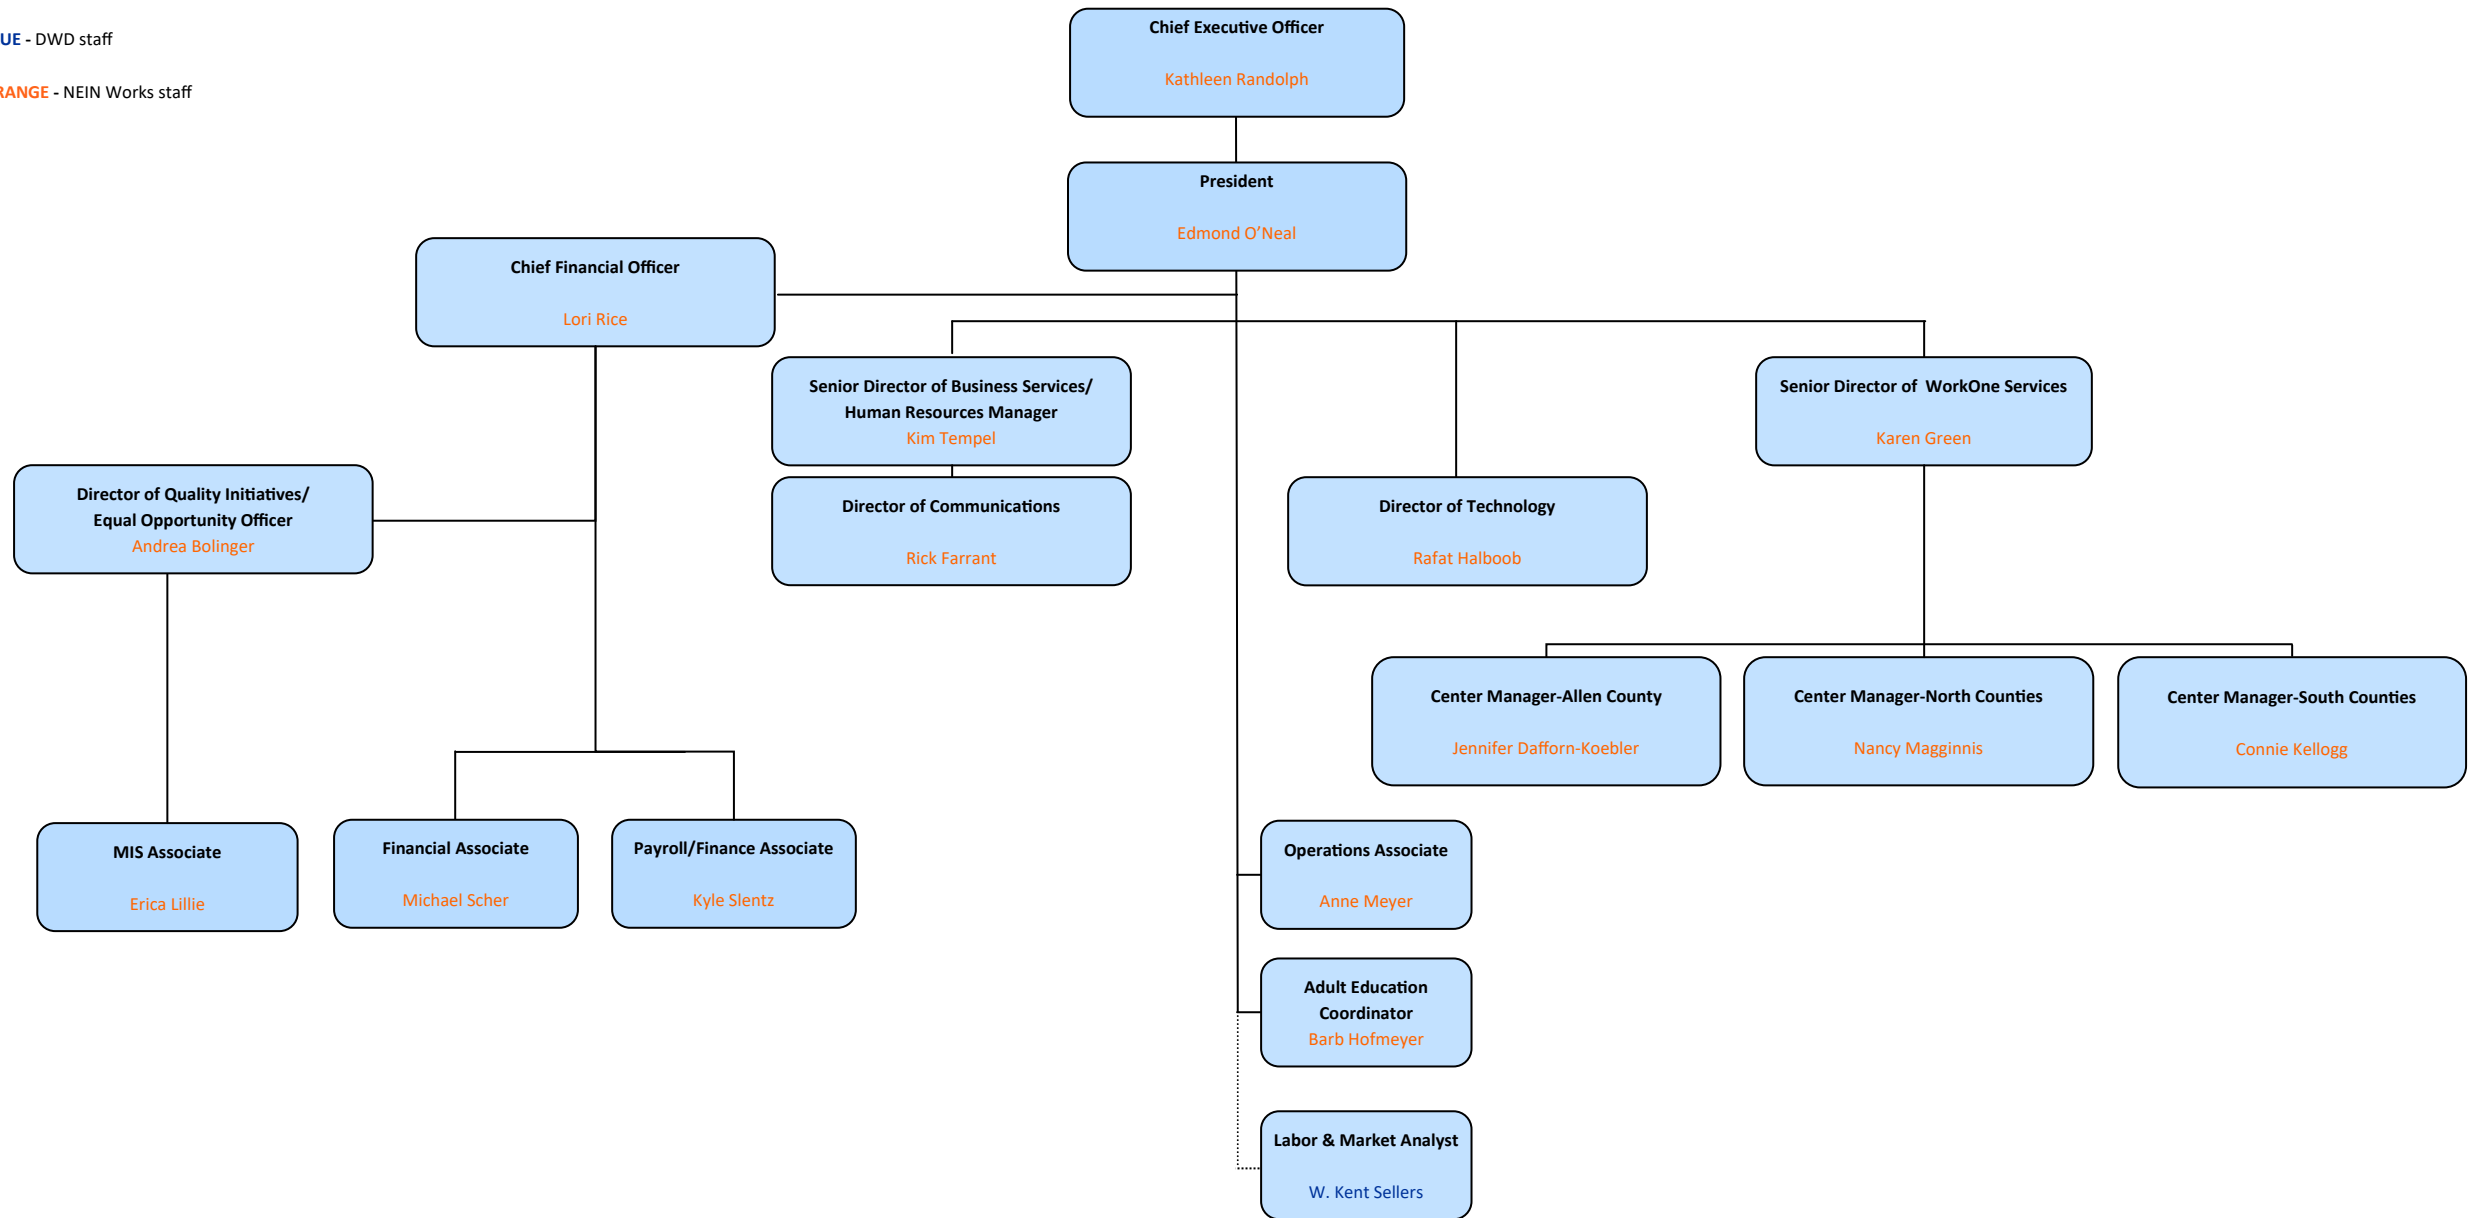 UE - DWD staff
RANGE - NEIN Works staff
Chief Executive Officer
Kathleen Randolph
President
Edmond O’Neal
Chief Financial Officer
Lori Rice
Senior Director of Business Services/
Human Resources Manager
Kim Tempel
Senior Director of WorkOne Services
Karen Green
Director of Quality Initiatives/
Equal Opportunity Officer
Andrea Bolinger
Director of Communications
Rick Farrant
Director of Technology
Rafat Halboob
Center Manager-Allen County
Jennifer Dafforn-Koebler
Center Manager-North Counties
Nancy Magginnis
Center Manager-South Counties
Connie Kellogg
MIS Associate
Erica Lillie
Financial Associate
Michael Scher
Payroll/Finance Associate
Kyle Slentz
Operations Associate
Anne Meyer
Adult Education
Coordinator
Barb Hofmeyer
Labor & Market Analyst
W. Kent Sellers